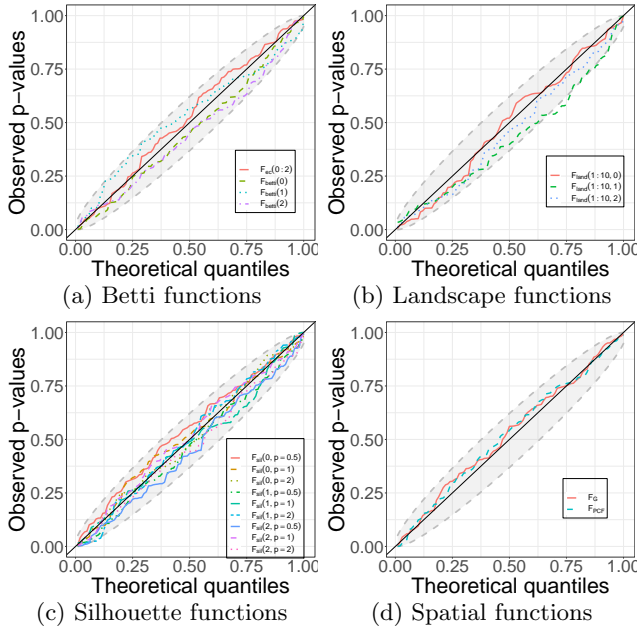 Observed p−values
1.00
0.75
0.50
0.25
0.00
F_ec(0:2)
F_betti(0)
F_betti(1)
F_betti(2)
0.00 0.25 0.50 0.75 1.00
Theoretical quantiles
(a) Betti functions
Observed p−values
1.00
0.75
0.50
0.25
0.00
F_land(1:10, 0)
F_land(1:10, 1)
F_land(1:10, 2)
0.00 0.25 0.50 0.75 1.00
Theoretical quantiles
(b) Landscape functions
Observed p−values
1.00
0.75
0.50
0.25
0.00
F_sil(0, p = 0.5)
F_sil(0, p = 1)
F_sil(0, p = 2)
F_sil(1, p = 0.5)
F_sil(1, p = 1)
F_sil(1, p = 2)
F_sil(2, p = 0.5)
F_sil(2, p = 1)
F_sil(2, p = 2)
0.00 0.25 0.50 0.75 1.00
Theoretical quantiles
(c) Silhouette functions
Observed p−values
1.00
0.75
0.50
0.25
0.00
F_G
F_PCF
0.00 0.25 0.50 0.75 1.00
Theoretical quantiles
(d) Spatial functions